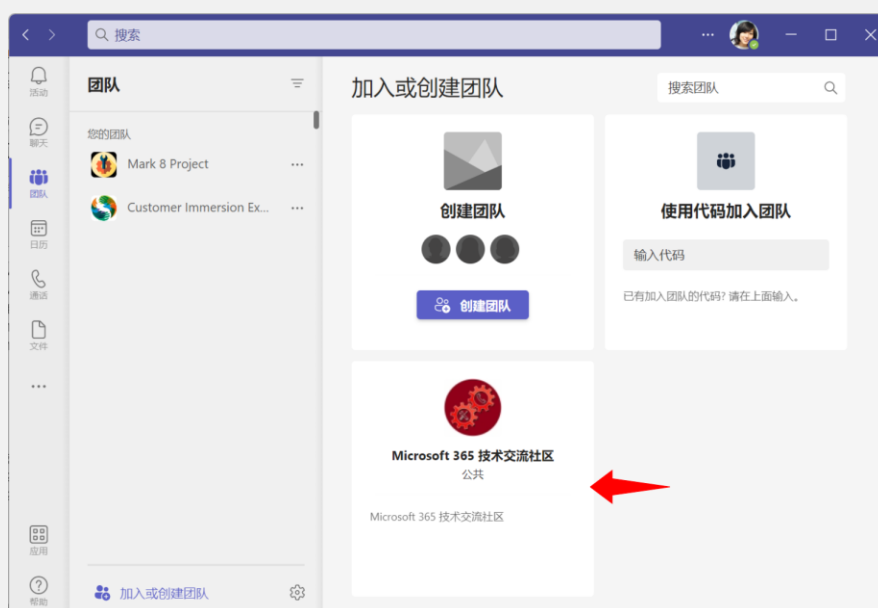 搜索
活动
聊天
团队
日历
通话
文件
应用
帮助
团队
您的团队
Mark 8 Project
Customer Immersion Ex...
加入或创建团队
加入或创建团队
搜索团队
创建团队
创建团队
使用代码加入团队
输入代码
已有加入团队的代码? 请在上面输入。
Microsoft 365 技术交流社区
公共
Microsoft 365 技术交流社区